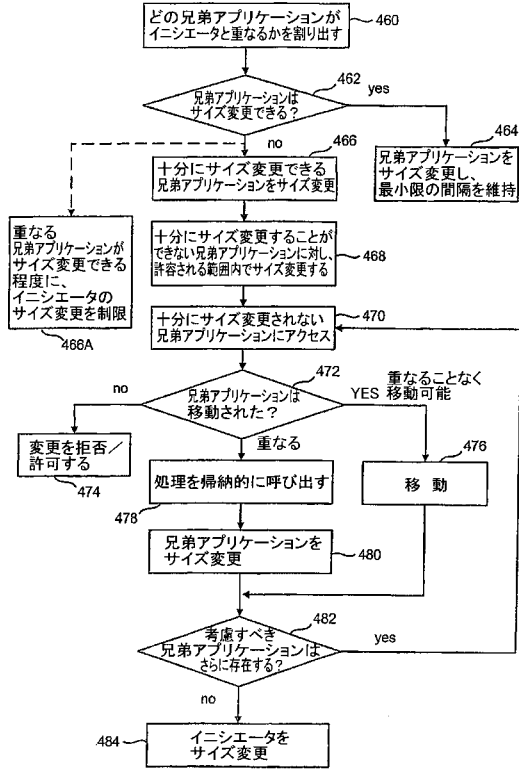 どの兄弟アプリケーションが
イニシエータと重なるかを割り出す
460
462
兄弟アプリケーションは
サイズ変更できる?
yes
no
464
兄弟アプリケーションを
サイズ変更し、
最小限の間隔を維持
466
十分にサイズ変更できる
兄弟アプリケーションをサイズ変更
重なる
兄弟アプリケーションが
サイズ変更できる
程度に、
イニシエータの
サイズ変更を制限
466A
十分にサイズ変更することが
できない兄弟アプリケーションに対し、
許容される範囲内でサイズ変更する
468
470
十分にサイズ変更されない
兄弟アプリケーションにアクセス
472
兄弟アプリケーションは
移動された?
no
YES
重なることなく
移動可能
重なる
変更を拒否/
許可する
474
476
移 動
処理を帰納的に呼び出す
478
兄弟アプリケーションを
サイズ変更
480
482
考慮すべき
兄弟アプリケーションは
さらに存在する?
yes
no
484
イニシエータを
サイズ変更